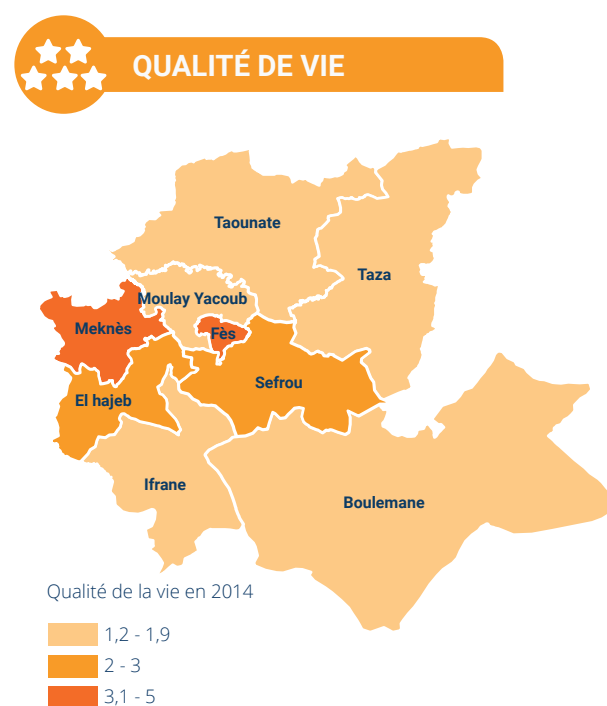 QUALITÉ DE VIE
Taounate
Taza
Moulay Yacoub
Meknès
Fès
Sefrou
El hajeb
Ifrane
Boulemane
Qualité de la vie en 2014
1,2 - 1,9
2 - 3
3,1 - 5